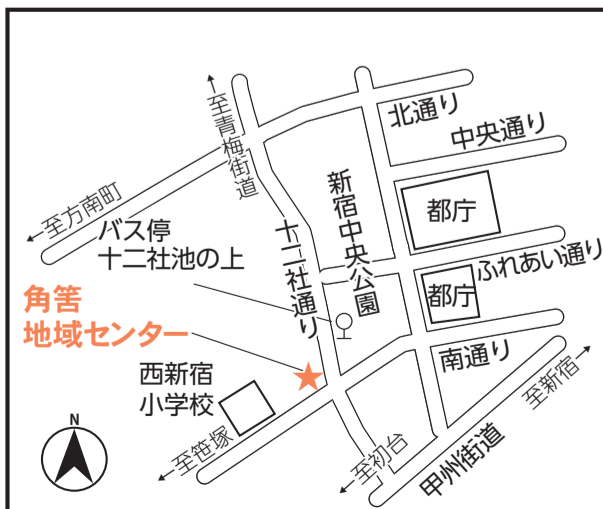 至青梅街道
北通り
中央通り
至方南町
バス停
十二社池の上
十二社通り
新宿中央公園
都庁
ふれあい通り
都庁
角筈
地域センター
南通り
西新宿
小学校
至新宿
至笹塚
至初台
甲州街道
N